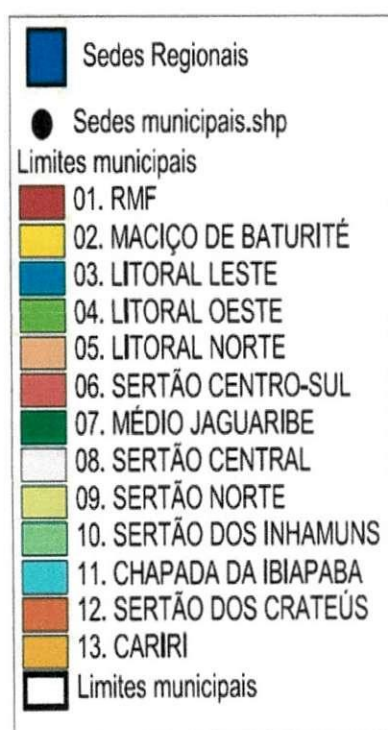 Sedes Regionais
Sedes municipais.shp
Limites municipais
01. RMF
02. MACIÇO DE BATURITÉ
03. LITORAL LESTE
04. LITORAL OESTE
05. LITORAL NORTE
06. SERTÃO CENTRO-SUL
07. MÉDIO JAGUARIBE
08. SERTÃO CENTRAL
09. SERTÃO NORTE
10. SERTÃO DOS INHAMUNS
11. CHAPADA DA IBIAPABA
12. SERTÃO DOS CRATEÚS
13. CARIRI
Limites municipais